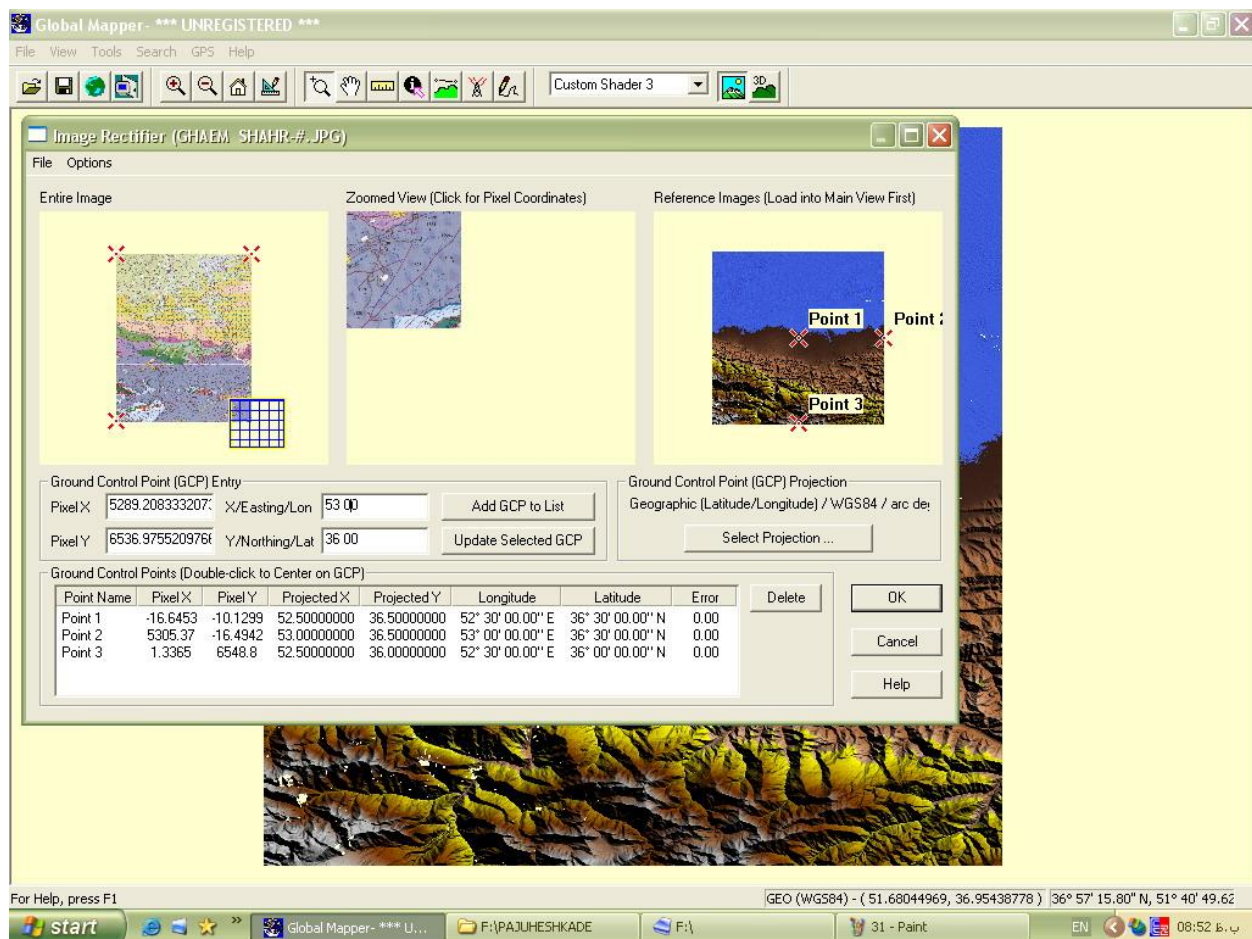 Global Mapper- *** UNREGISTERED ***
File View Tools Search GPS Help
Custom Shader 3
3D
Image Rectifier (GHAEM SHAHR-#.JPG)
File Options
Entire Image
Zoomed View (Click for Pixel Coordinates)
Reference Images (Load into Main View First)
Point 1
Point 2
Point 3
Ground Control Point (GCP) Entry
Pixel X 5289.2083332073 X/Easting/Lon 53 00 Add GCP to List
Pixel Y 6536.9755209766 Y/Northing/Lat 36 00 Update Selected GCP
Ground Control Point (GCP) Projection
Geographic (Latitude/Longitude) / WGS84 / arc deg
Select Projection ...
Ground Control Points (Double-click to Center on GCP)
Point Name Pixel X Pixel Y Projected X Projected Y Longitude Latitude Error
Point 1 -16.6453 -10.1299 52.50000000 36.50000000 52° 30' 00.00" E 36° 30' 00.00" N 0.00
Point 2 5305.37 -16.4942 53.00000000 36.50000000 53° 00' 00.00" E 36° 30' 00.00" N 0.00
Point 3 1.3365 6548.8 52.50000000 36.00000000 52° 30' 00.00" E 36° 00' 00.00" N 0.00
Delete
OK
Cancel
Help
For Help, press F1
GEO (WGS84) - ( 51.68044969, 36.95438778 ) 36° 57' 15.80" N, 51° 40' 49.62
start
Global Mapper- *** U...
F:\PAJUHESHKADE
F:\
31 - Paint
EN
08:52 ب.ظ